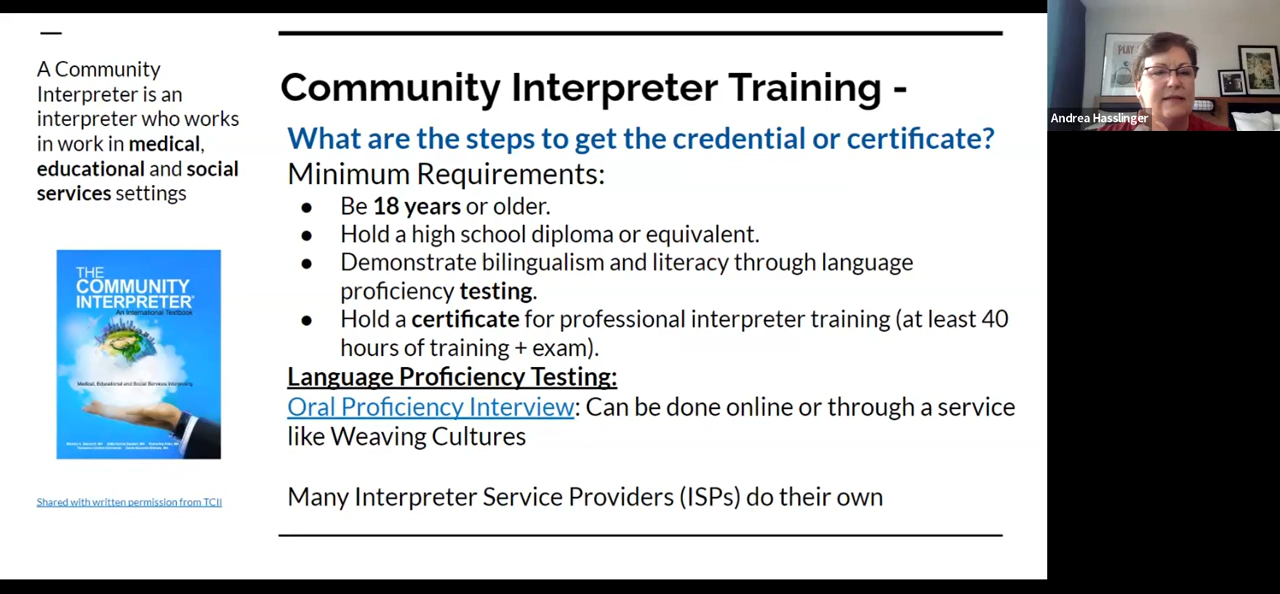 A Community
Interpreter is an
interpreter who works
in work in medical,
educational and social
services settings
THE
COMMUNITY
INTERPRETER®
An International Textbook
Medical, Educational and Social Services Interpreting
Shared with written permission from TCII
Community Interpreter Training -
What are the steps to get the credential or certificate?
Minimum Requirements:
● Be 18 years or older.
● Hold a high school diploma or equivalent.
● Demonstrate bilingualism and literacy through language
proficiency testing.
● Hold a certificate for professional interpreter training (at least 40
hours of training + exam).
Language Proficiency Testing:
Oral Proficiency Interview: Can be done online or through a service
like Weaving Cultures
Many Interpreter Service Providers (ISPs) do their own
PLAY
Andrea Hasslinger